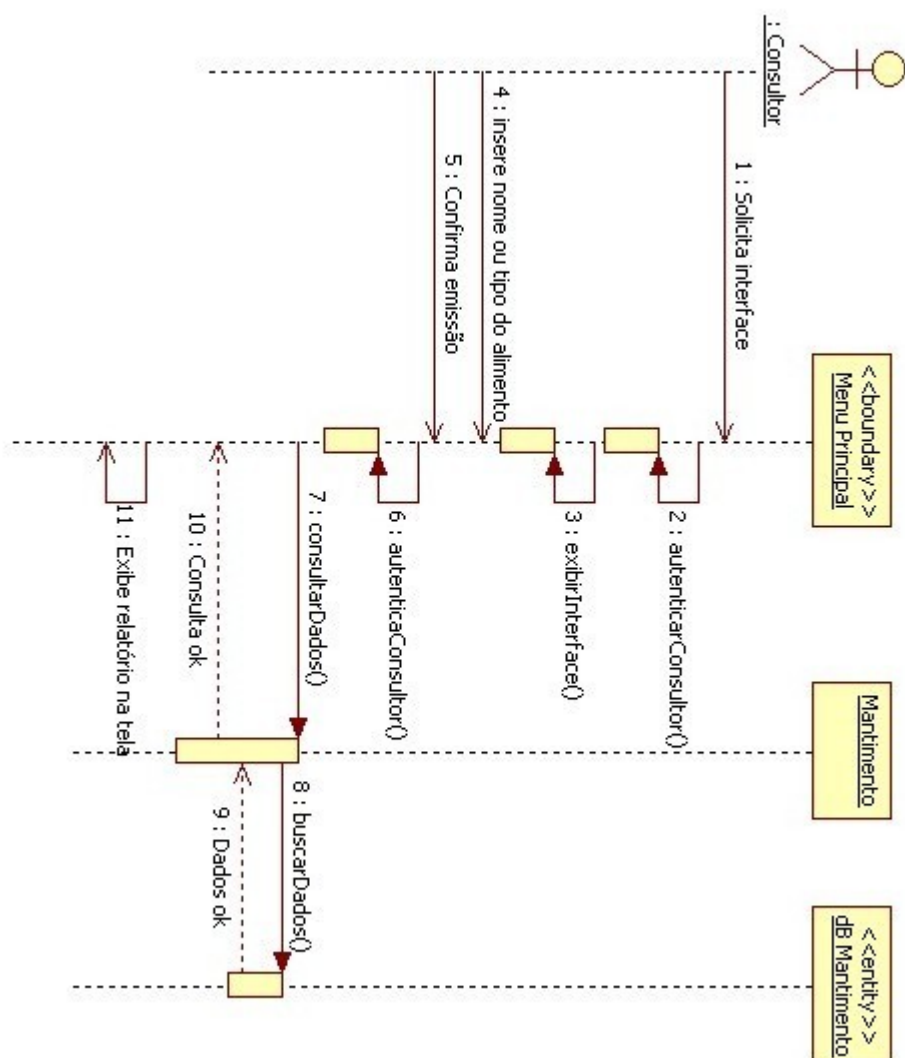 : Consultor
<<boundary>>
Menu Principal
Mantimento
<<entity>>
dB Mantimento
1 : Solicita interface
2 : autenticarConsultor()
3 : exibirInterface()
4 : insere nome ou tipo do alimento
5 : Confirma emissão
6 : autenticaConsultor()
7 : consultarDados()
8 : buscarDados()
9 : Dados ok
10 : Consulta ok
11 : Exibe relatório na tela